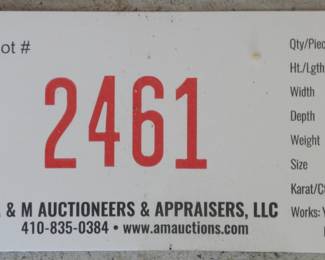 ot #
2461
& M AUCTIONEERS & APPRAISERS, LLC
410-835-0384 • www.amauctions.com
Qty/Piec
Ht./Lgth
Width
Depth
Weight
Size
Karat/C
Works: Y